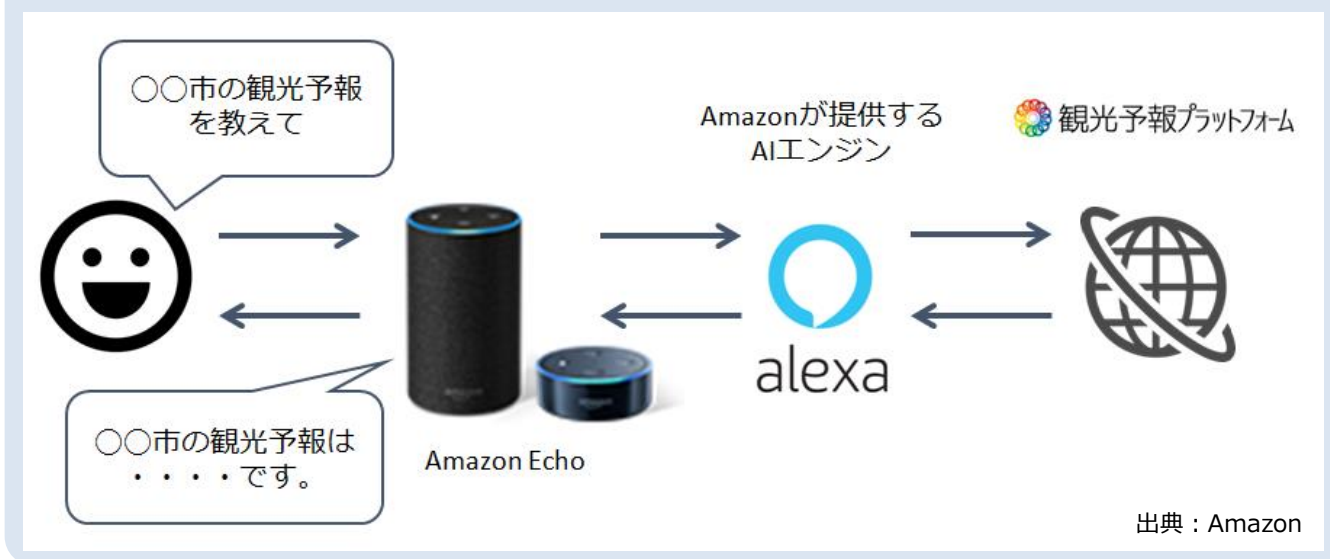 ○○市の観光予報
を教えて
Amazonが提供する
AIエンジン
観光予報プラットフォーム
alexa
○○市の観光予報は
・・・・です。
Amazon Echo
出典：Amazon